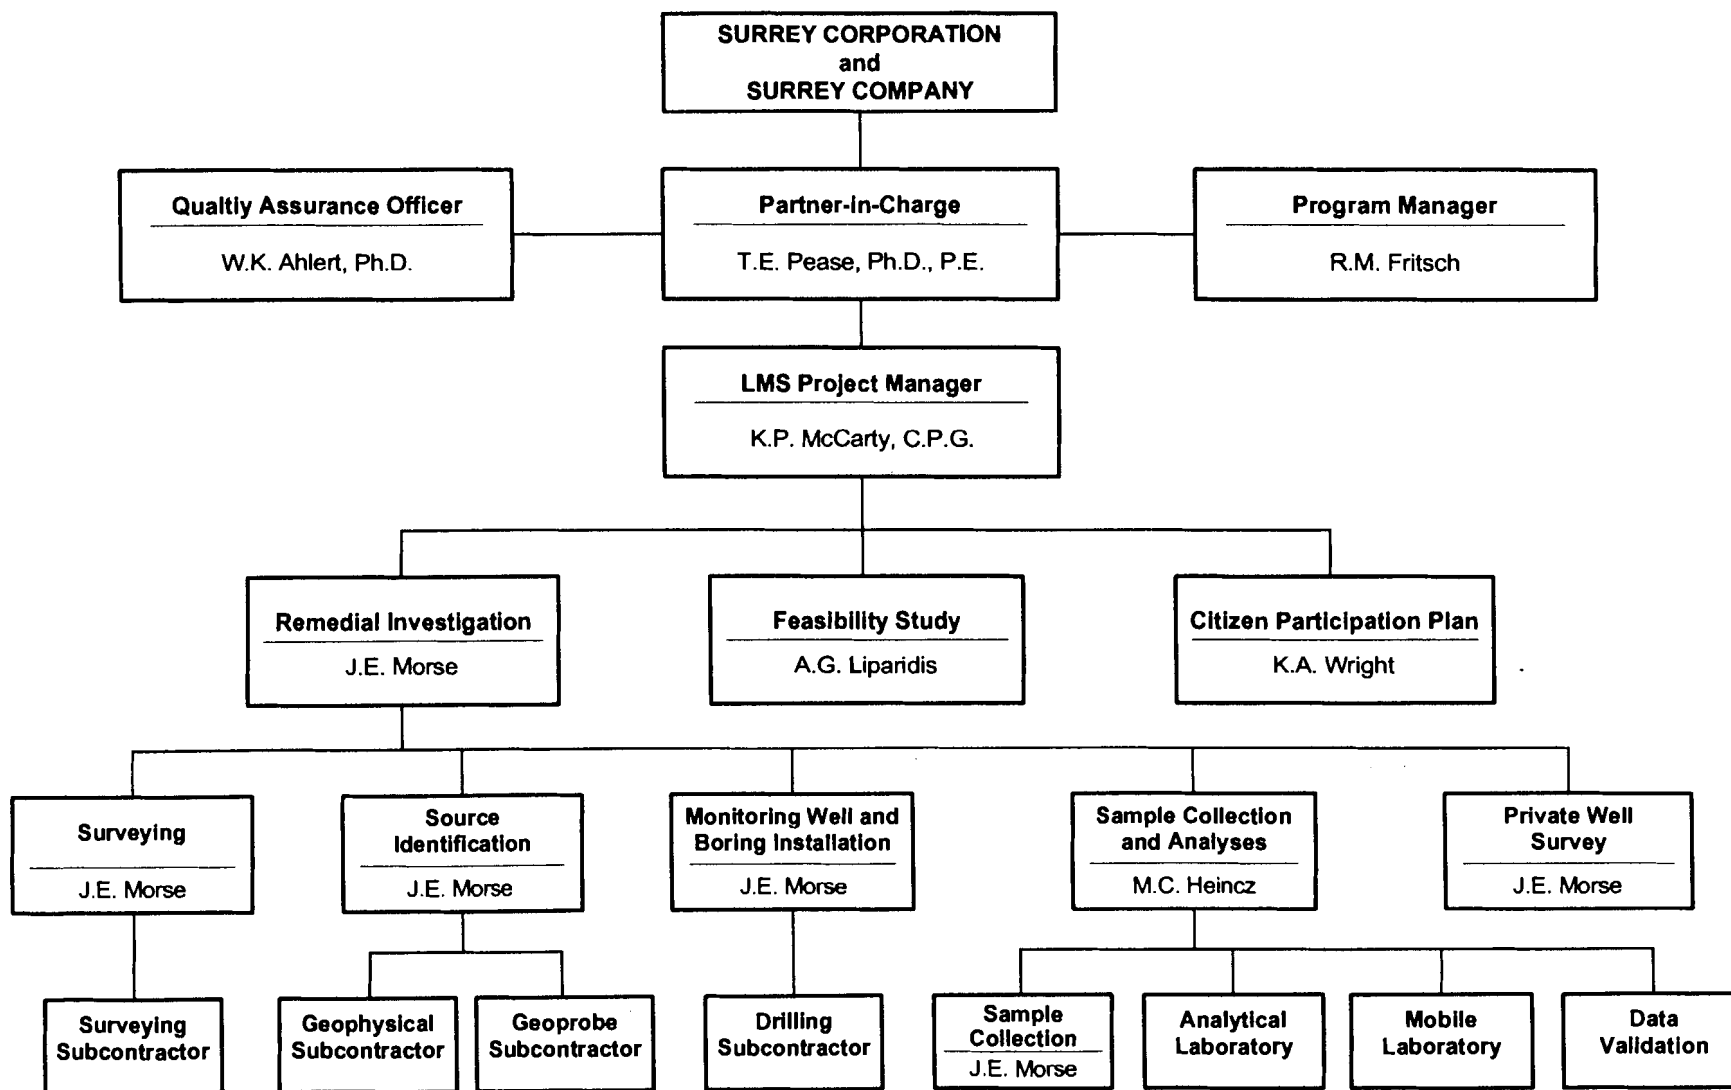 SURREY CORPORATION
and
SURREY COMPANY
Qualtiy Assurance Officer
W.K. Ahlert, Ph.D.
Partner-in-Charge
T.E. Pease, Ph.D., P.E.
Program Manager
R.M. Fritsch
LMS Project Manager
K.P. McCarty, C.P.G.
Remedial Investigation
J.E. Morse
Feasibility Study
A.G. Liparidis
Citizen Participation Plan
K.A. Wright
Surveying
J.E. Morse
Source
Identification
J.E. Morse
Monitoring Well and
Boring Installation
J.E. Morse
Sample Collection
and Analyses
M.C. Heincz
Private Well
Survey
J.E. Morse
Surveying
Subcontractor
Geophysical
Subcontractor
Geoprobe
Subcontractor
Drilling
Subcontractor
Sample
Collection
J.E. Morse
Analytical
Laboratory
Mobile
Laboratory
Data
Validation